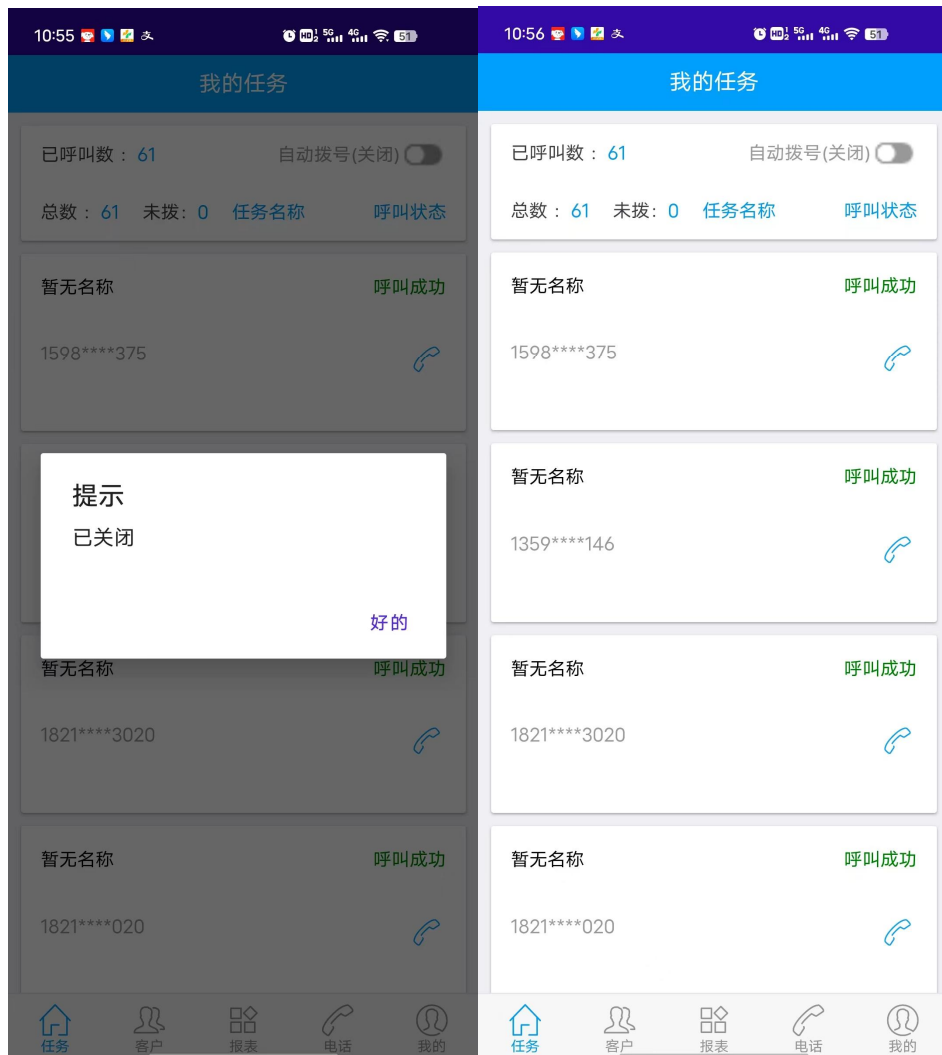 10:55
5G 4G 51
我的任务
已呼叫数：61 自动拨号(关闭)
总数：61 未拨：0 任务名称 呼叫状态
暂无名称 呼叫成功
1598****375
提示
已关闭
好的
暂无名称 呼叫成功
1821****3020
暂无名称 呼叫成功
1821****020
任务 客户 报表 电话 我的
10:56
5G 4G 51
我的任务
已呼叫数：61 自动拨号(关闭)
总数：61 未拨：0 任务名称 呼叫状态
暂无名称 呼叫成功
1598****375
暂无名称 呼叫成功
1359****146
暂无名称 呼叫成功
1821****3020
暂无名称 呼叫成功
1821****020
任务 客户 报表 电话 我的